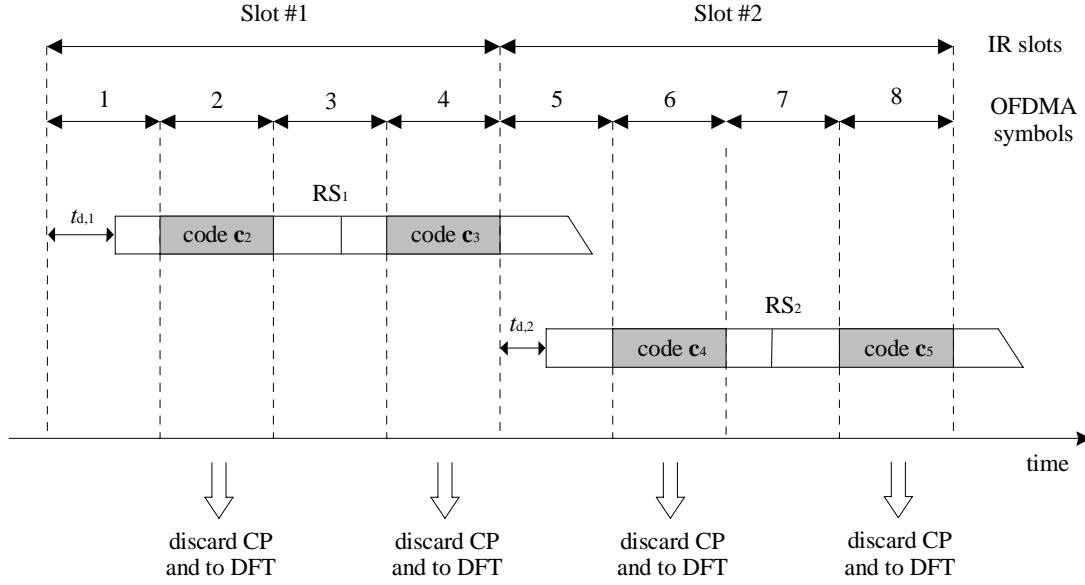 Slot #1
Slot #2
IR slots
1 2 3 4 5 6 7 8
OFDMA
symbols
RS1
td,1
code c2
code c3
RS2
td,2
code c4
code c5
time
discard CP
and to DFT
discard CP
and to DFT
discard CP
and to DFT
discard CP
and to DFT